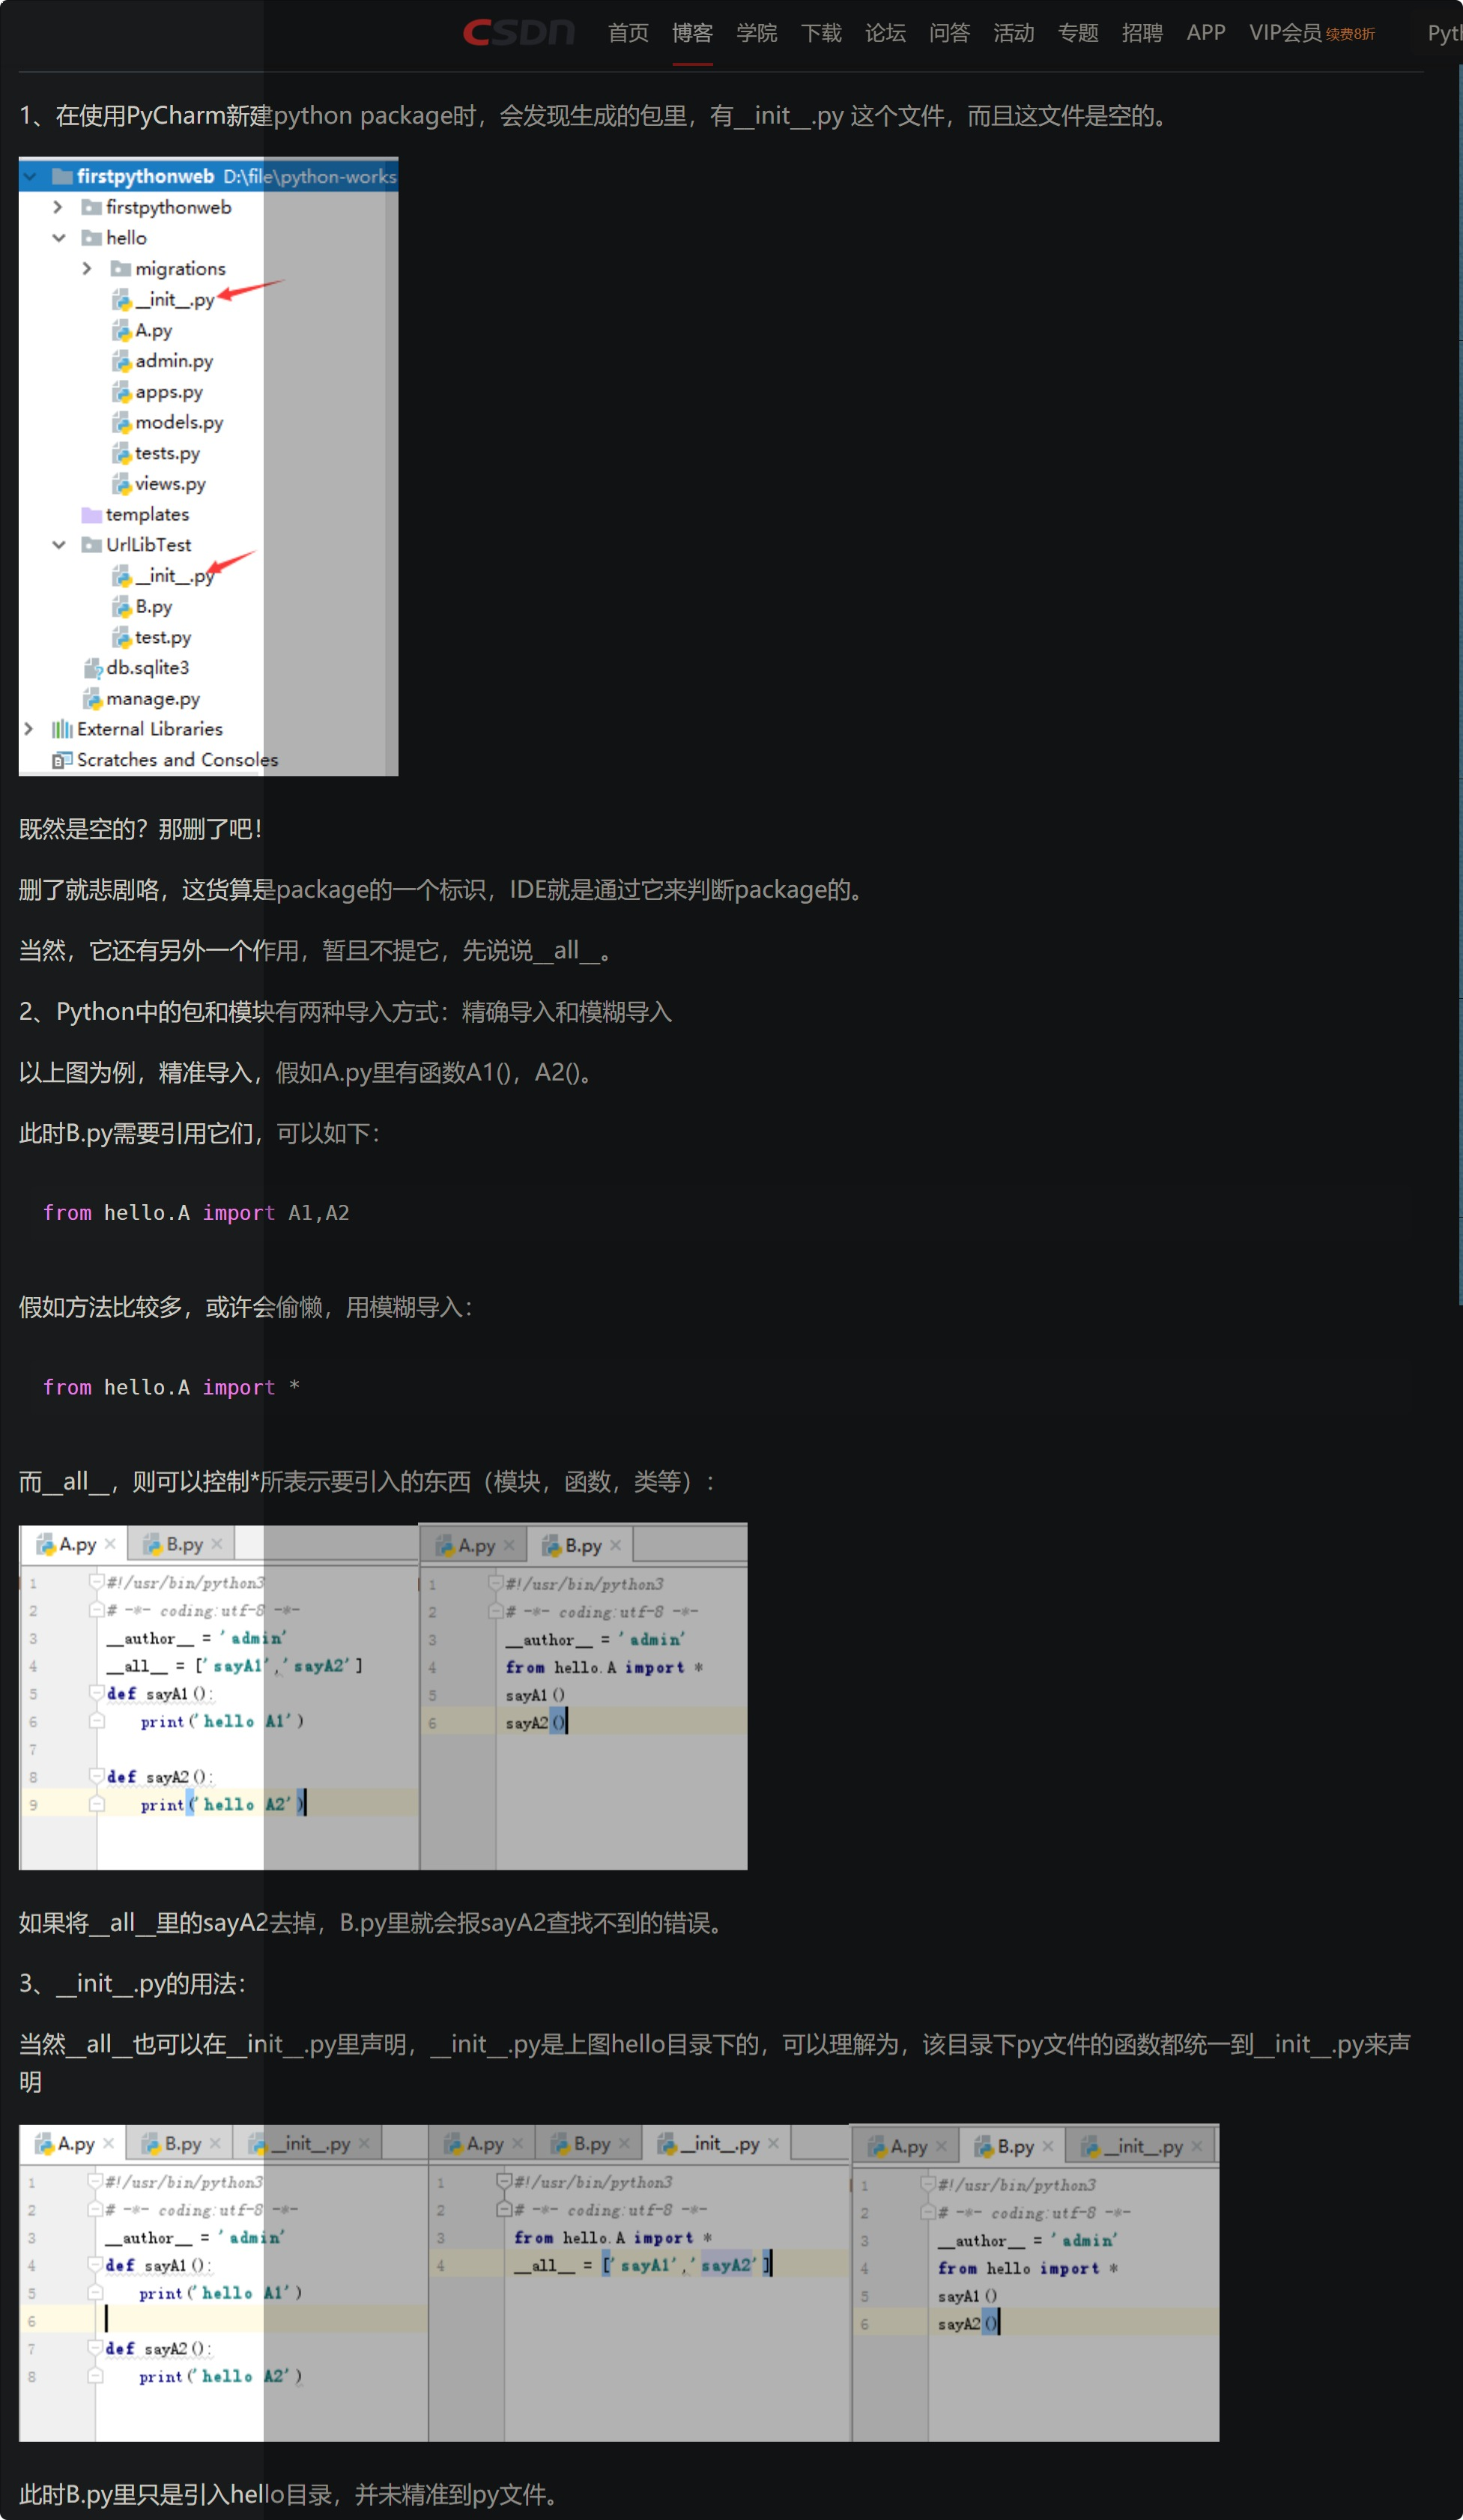 CSDN 首页 博客 学院 下载 论坛 问答 活动 专题 招聘 APP VIP会员 续费8折 Pyt
1、在使用PyCharm新建python package时，会发现生成的包里，有__init__.py 这个文件，而且这文件是空的。
firstpythonweb D:\file\python-works
firstpythonweb
hello
migrations
__init__.py
A.py
admin.py
apps.py
models.py
tests.py
views.py
templates
UrlLibTest
__init__.py
B.py
test.py
db.sqlite3
manage.py
External Libraries
Scratches and Consoles
既然是空的？那删了吧！
删了就悲剧咯，这货算是package的一个标识，IDE就是通过它来判断package的。
当然，它还有另外一个作用，暂且不提它，先说说__all__。
2、Python中的包和模块有两种导入方式：精确导入和模糊导入
以上图为例，精准导入，假如A.py里有函数A1()，A2()。
此时B.py需要引用它们，可以如下：
from hello.A import A1,A2
假如方法比较多，或许会偷懒，用模糊导入：
from hello.A import *
而__all__，则可以控制*所表示要引入的东西（模块，函数，类等）：
A.py B.py
1 #!/usr/bin/python3
2 # -*- coding:utf-8 -*-
3 __author__ = 'admin'
4 __all__ = ['sayA1','sayA2']
5 def sayA1():
6 print('hello A1')
7
8 def sayA2():
9 print('hello A2')
A.py B.py
1 #!/usr/bin/python3
2 # -*- coding:utf-8 -*-
3 __author__ = 'admin'
4 from hello.A import *
5 sayA1()
6 sayA2()
如果将__all__里的sayA2去掉，B.py里就会报sayA2查找不到的错误。
3、__init__.py的用法：
当然__all__也可以在__init__.py里声明，__init__.py是上图hello目录下的，可以理解为，该目录下py文件的函数都统一到__init__.py来声
明
A.py B.py __init__.py
1 #!/usr/bin/python3
2 # -*- coding:utf-8 -*-
3 __author__ = 'admin'
4 def sayA1():
5 print('hello A1')
6
7 def sayA2():
8 print('hello A2')
A.py B.py __init__.py
1 #!/usr/bin/python3
2 # -*- coding:utf-8 -*-
3 from hello.A import *
4 __all__ = ['sayA1','sayA2']
A.py B.py __init__.py
1 #!/usr/bin/python3
2 # -*- coding:utf-8 -*-
3 __author__ = 'admin'
4 from hello import *
5 sayA1()
6 sayA2()
此时B.py里只是引入hello目录，并未精准到py文件。